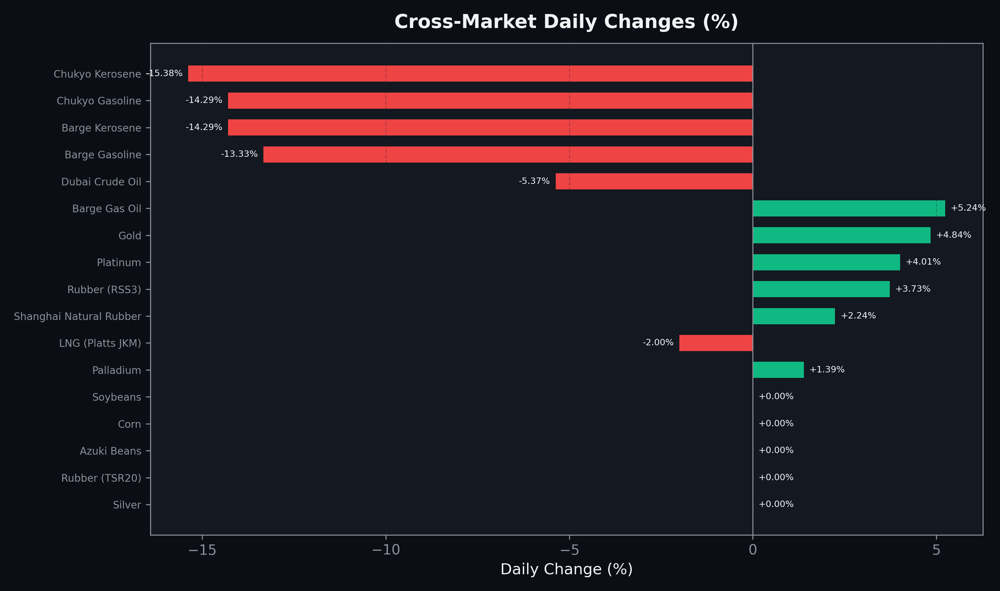 Cross-Market Daily Changes (%)
Chukyo Kerosene -15.38%
Chukyo Gasoline -14.29%
Barge Kerosene -14.29%
Barge Gasoline -13.33%
Dubai Crude Oil -5.37%
Barge Gas Oil +5.24%
Gold +4.84%
Platinum +4.01%
Rubber (RSS3) +3.73%
Shanghai Natural Rubber +2.24%
LNG (Platts JKM) -2.00%
Palladium +1.39%
Soybeans +0.00%
Corn +0.00%
Azuki Beans +0.00%
Rubber (TSR20) +0.00%
Silver +0.00%
−15 −10 −5 0 5
Daily Change (%)